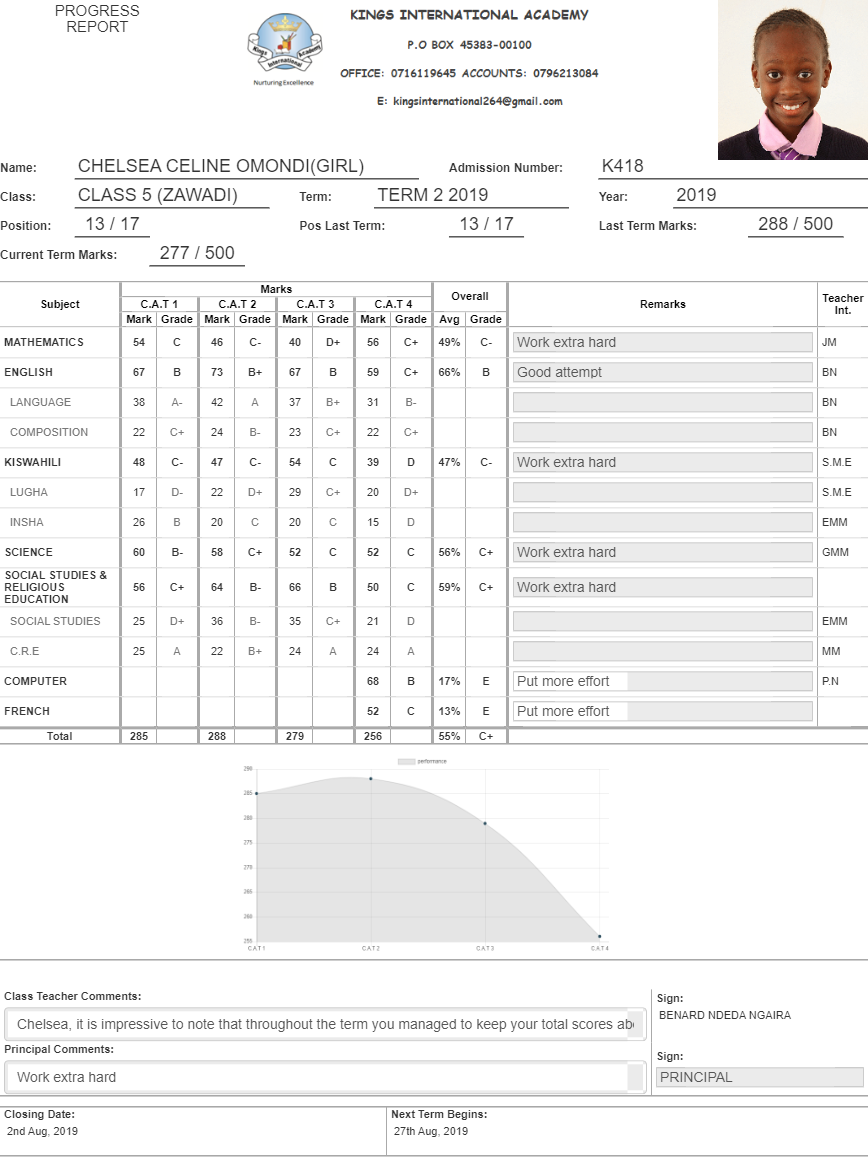 PROGRESS
REPORT
Kings International Academy
Nurturing Excellence
KINGS INTERNATIONAL ACADEMY
P.O BOX 45383-00100
OFFICE: 0716119645 ACCOUNTS: 0796213084
E: kingsinternational264@gmail.com
Name: CHELSEA CELINE OMONDI(GIRL) Admission Number: K418
Class: CLASS 5 (ZAWADI) Term: TERM 2 2019 Year: 2019
Position: 13 / 17 Pos Last Term: 13 / 17 Last Term Marks: 288 / 500
Current Term Marks: 277 / 500
Subject Marks Overall Remarks Teacher Int.
C.A.T 1 C.A.T 2 C.A.T 3 C.A.T 4
Mark Grade Mark Grade Mark Grade Mark Grade Avg Grade
MATHEMATICS 54 C 46 C- 40 D+ 56 C+ 49% C- Work extra hard JM
ENGLISH 67 B 73 B+ 67 B 59 C+ 66% B Good attempt BN
LANGUAGE 38 A- 42 A 37 B+ 31 B- BN
COMPOSITION 22 C+ 24 B- 23 C+ 22 C+ BN
KISWAHILI 48 C- 47 C- 54 C 39 D 47% C- Work extra hard S.M.E
LUGHA 17 D- 22 D+ 29 C+ 20 D+ S.M.E
INSHA 26 B 20 C 20 C 15 D EMM
SCIENCE 60 B- 58 C+ 52 C 52 C 56% C+ Work extra hard GMM
SOCIAL STUDIES &
RELIGIOUS
EDUCATION 56 C+ 64 B- 66 B 50 C 59% C+ Work extra hard
SOCIAL STUDIES 25 D+ 36 B- 35 C+ 21 D EMM
C.R.E 25 A 22 B+ 24 A 24 A MM
COMPUTER 68 B 17% E Put more effort P.N
FRENCH 52 C 13% E Put more effort
Total 285 288 279 256 55% C+
performance
290
285
280
275
270
265
260
255
C.A.T 1 C.A.T 2 C.A.T 3 C.A.T 4
Class Teacher Comments:
Chelsea, it is impressive to note that throughout the term you managed to keep your total scores abo
Sign:
BENARD NDEDA NGAIRA
Principal Comments:
Work extra hard
Sign:
PRINCIPAL
Closing Date:
2nd Aug, 2019
Next Term Begins:
27th Aug, 2019